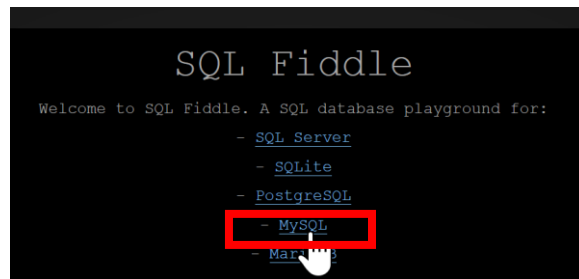 SQL Fiddle
Welcome to SQL Fiddle. A SQL database playground for:
- SQL Server
- SQLite
- PostgreSQL
- MySQL
-